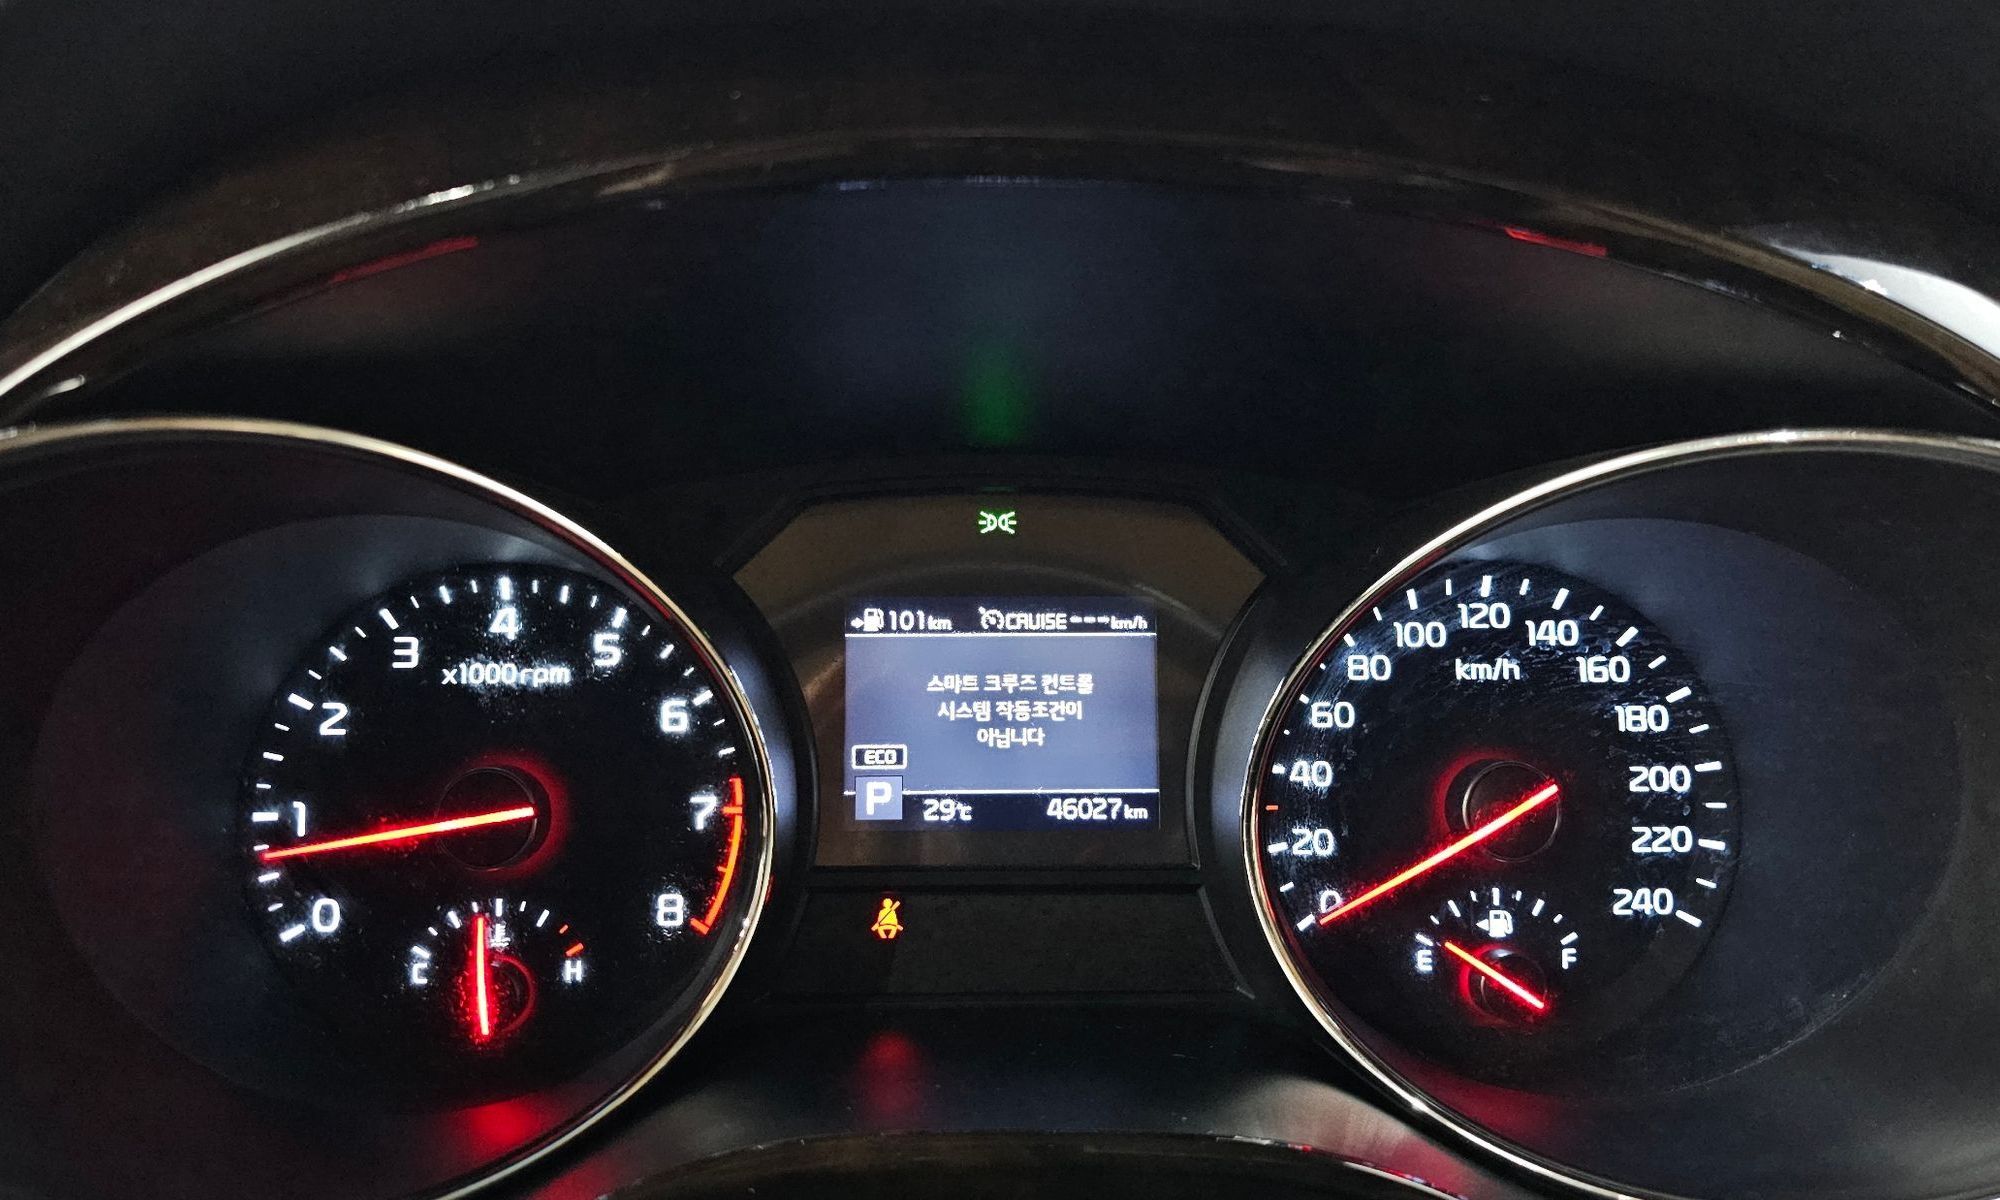 101km CRUISE ---km/h
스마트 크루즈 컨트롤
시스템 작동조건이
아닙니다
ECO
P 29℃ 46027km
0 1 2 3 4 5 6 7 8
x1000rpm
C H
0 20 40 60 80 100 120 140 160 180 200 220 240
km/h
E F